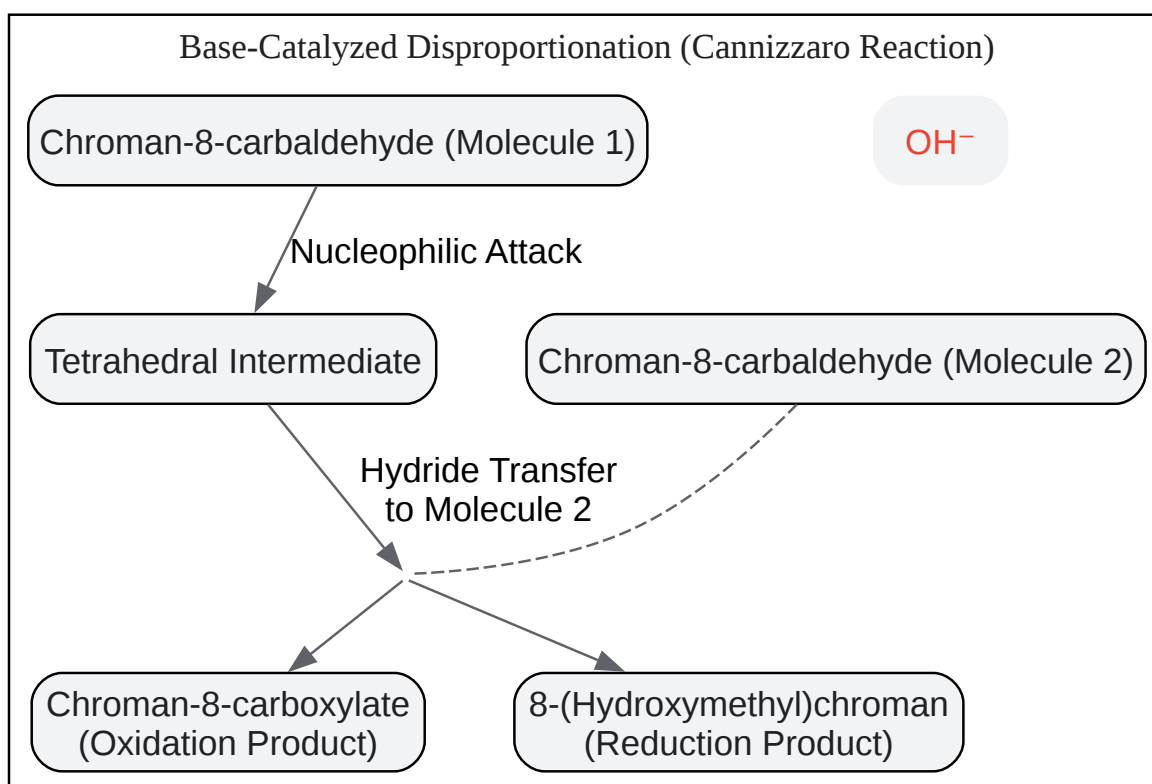 Base-Catalyzed Disproportionation (Cannizzaro Reaction)
Chroman-8-carbaldehyde (Molecule 1)
OH⁻
Nucleophilic Attack
Tetrahedral Intermediate
Chroman-8-carbaldehyde (Molecule 2)
Hydride Transfer
to Molecule 2
Chroman-8-carboxylate
(Oxidation Product)
8-(Hydroxymethyl)chroman
(Reduction Product)